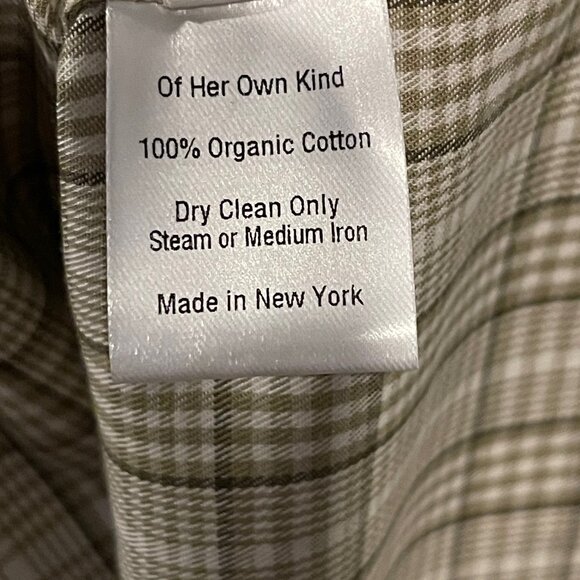 Of Her Own Kind
100% Organic Cotton
Dry Clean Only
Steam or Medium Iron
Made in New York